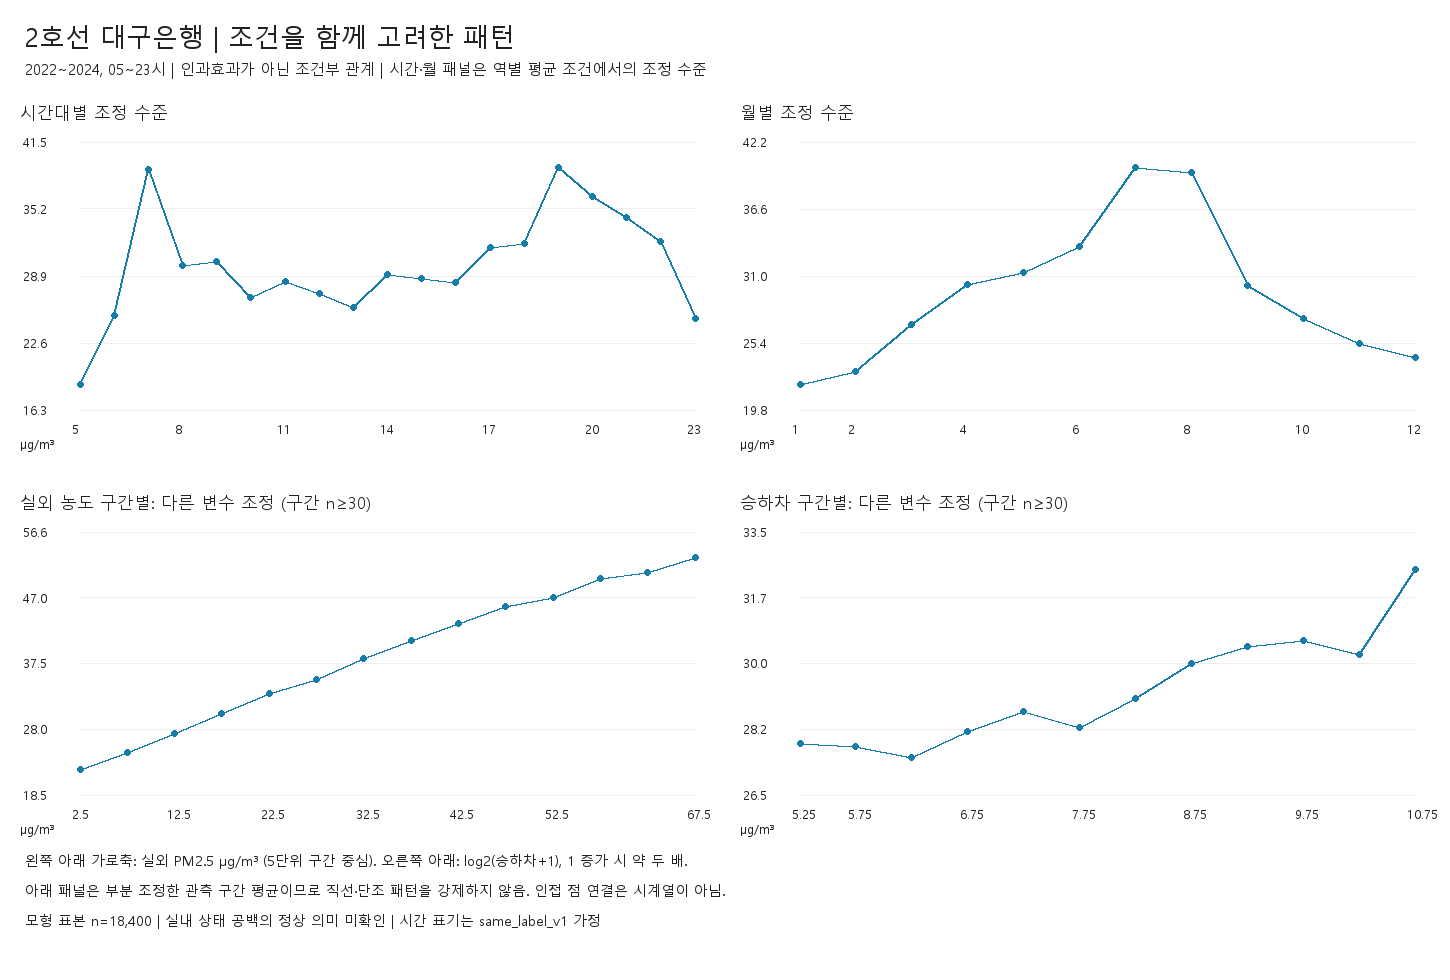 2호선 대구은행 | 조건을 함께 고려한 패턴
2022~2024, 05~23시 | 인과효과가 아닌 조건부 관계 | 시간·월 패널은 역별 평균 조건에서의 조정 수준
시간대별 조정 수준
41.5
35.2
28.9
22.6
16.3
5 8 11 14 17 20 23
μg/m³
월별 조정 수준
42.2
36.6
31.0
25.4
19.8
1 2 4 6 8 10 12
μg/m³
실외 농도 구간별: 다른 변수 조정 (구간 n≥30)
56.6
47.0
37.5
28.0
18.5
2.5 12.5 22.5 32.5 42.5 52.5 67.5
μg/m³
승하차 구간별: 다른 변수 조정 (구간 n≥30)
33.5
31.7
30.0
28.2
26.5
5.25 5.75 6.75 7.75 8.75 9.75 10.75
μg/m³
왼쪽 아래 가로축: 실외 PM2.5 μg/m³ (5단위 구간 중심). 오른쪽 아래: log2(승하차+1), 1 증가 시 약 두 배.
아래 패널은 부분 조정한 관측 구간 평균이므로 직선·단조 패턴을 강제하지 않음. 인접 점 연결은 시계열이 아님.
모형 표본 n=18,400 | 실내 상태 공백의 정상 의미 미확인 | 시간 표기는 same_label_v1 가정